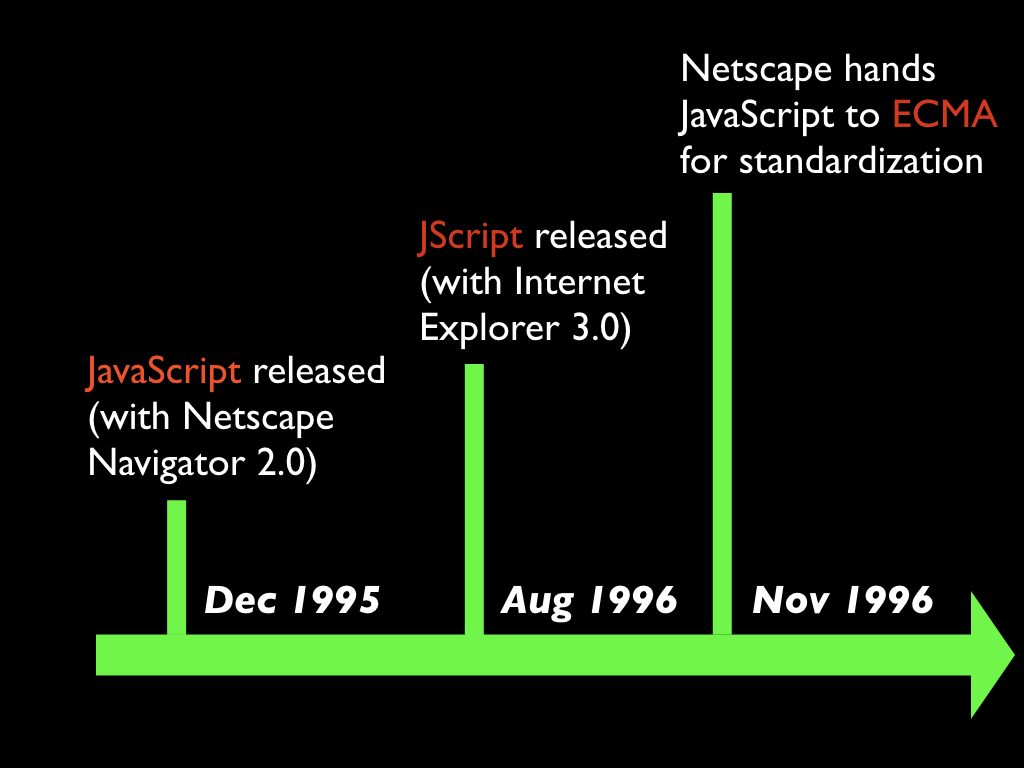 Netscape hands
JavaScript to ECMA
for standardization
JScript released
(with Internet
Explorer 3.0)
JavaScript released
(with Netscape
Navigator 2.0)
Dec 1995
Aug 1996
Nov 1996